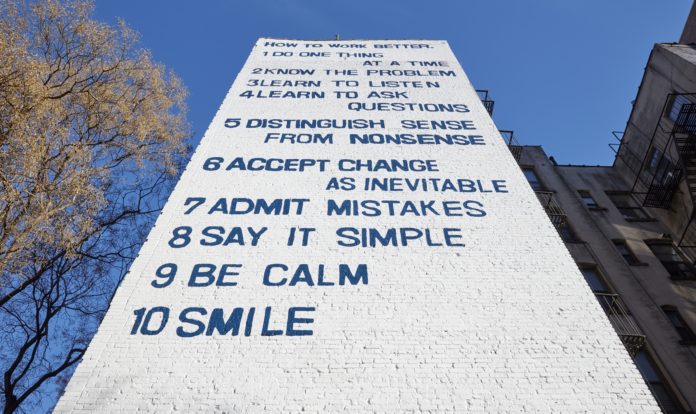 HOW TO WORK BETTER.
1 DO ONE THING
AT A TIME
2 KNOW THE PROBLEM
3 LEARN TO LISTEN
4 LEARN TO ASK
QUESTIONS
5 DISTINGUISH SENSE
FROM NONSENSE
6 ACCEPT CHANGE
AS INEVITABLE
7 ADMIT MISTAKES
8 SAY IT SIMPLE
9 BE CALM
10 SMILE